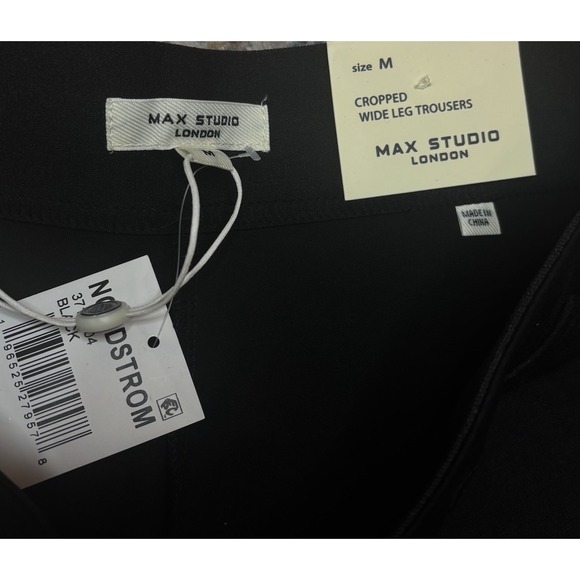 MAX STUDIO
LONDON
M
size M
CROPPED
WIDE LEG TROUSERS
MAX STUDIO
LONDON
MADE IN
CHINA
NORDSTROM
BLACK